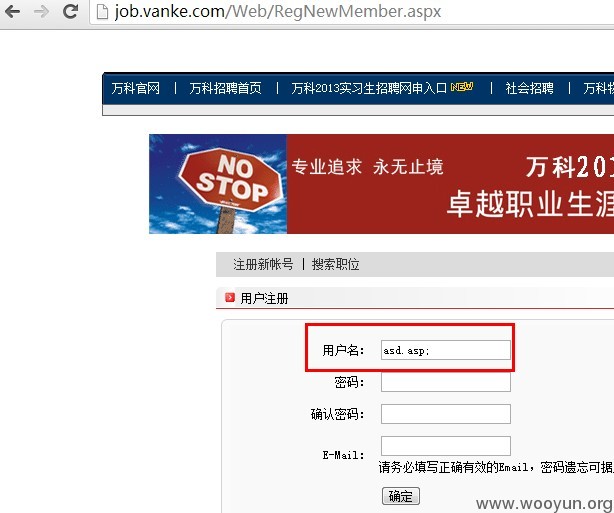 job.vanke.com/Web/RegNewMember.aspx
万科官网 | 万科招聘首页 | 万科2013实习生招聘网申入口 NEW | 社会招聘 | 万科物
NO STOP
专业追求 永无止境
万科201
卓越职业生涯
注册新帐号 | 搜索职位
用户注册
用户名: asd.asp;
密码:
确认密码:
E-Mail:
请务必填写正确有效的Email，密码遗忘可据
确定
www.wooyun.org